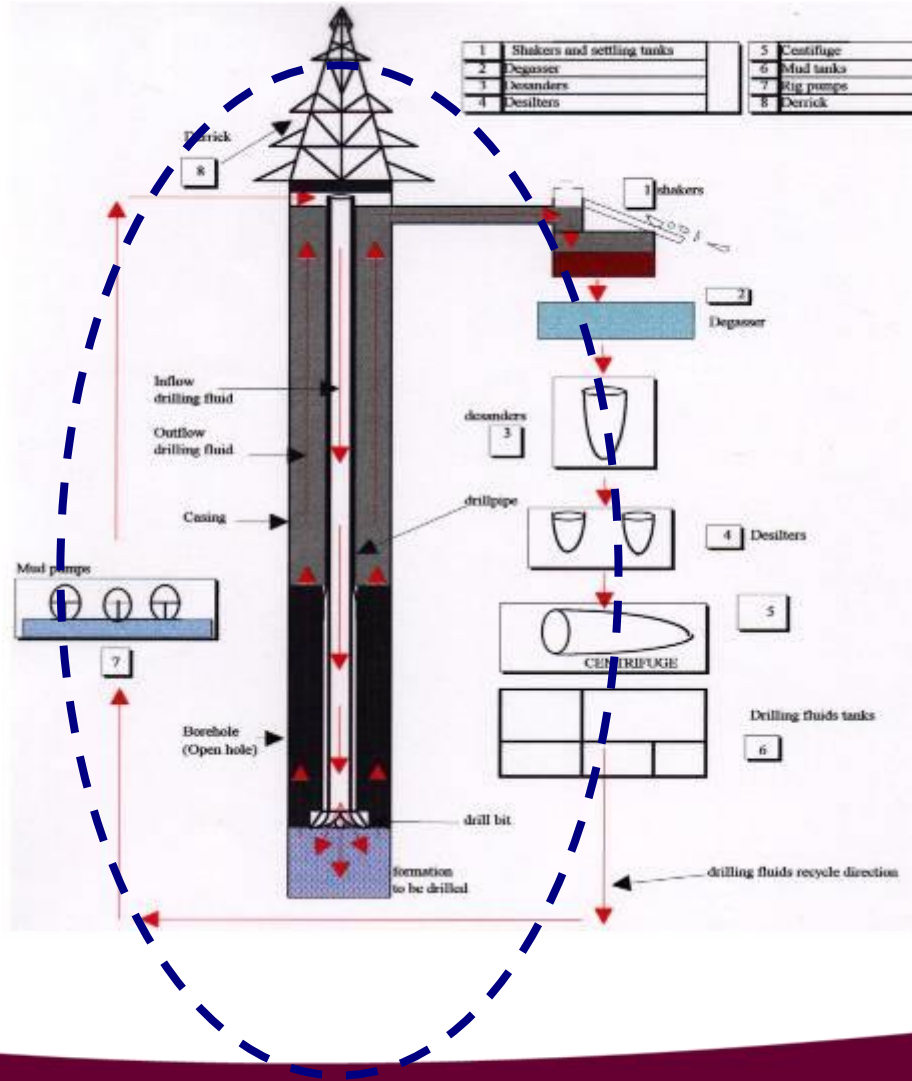 1 Shakers and settling tanks
2 Degasser
3 Desanders
4 Desilters
5 Centifuge
6 Mud tanks
7 Rig pumps
8 Derrick
Derrick
8
1 shakers
2
Degasser
Inflow
drilling fluid
desanders
3
Outflow
drilling fluid
drillpipe
Casing
4 Desilters
Mud pumps
5
7
CENTRIFUGE
Drilling fluids tanks
6
Borehole
(Open hole)
drill bit
formation
to be drilled
drilling fluids recycle direction